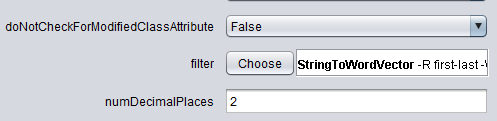 doNotCheckForModifiedClassAttribute False
filter Choose StringToWordVector -R first-last -
numDecimalPlaces 2